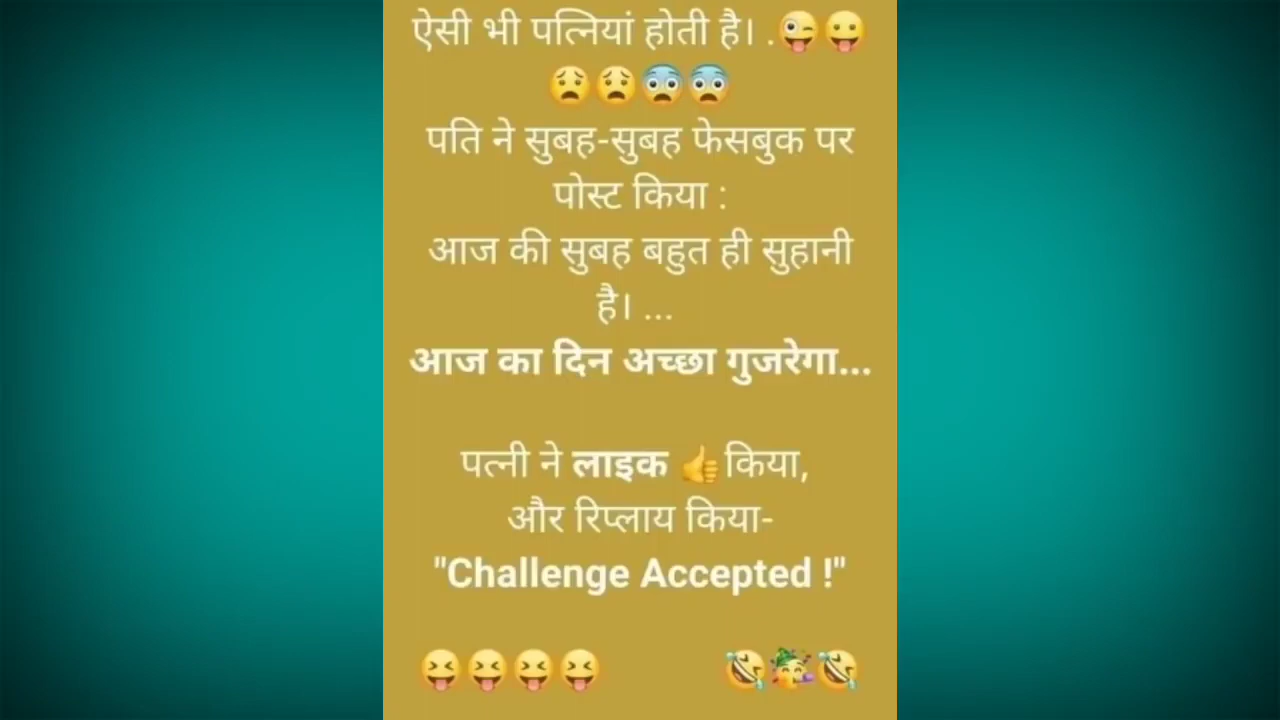 ऐसी भी पत्नियां होती है। .😜😛
😟😟😨😨
पति ने सुबह-सुबह फेसबुक पर
पोस्ट किया :
आज की सुबह बहुत ही सुहानी
है। ...
आज का दिन अच्छा गुजरेगा...
पत्नी ने लाइक 👍किया,
और रिप्लाय किया-
"Challenge Accepted !"
😝😝😝😝 🤣🥳🤣